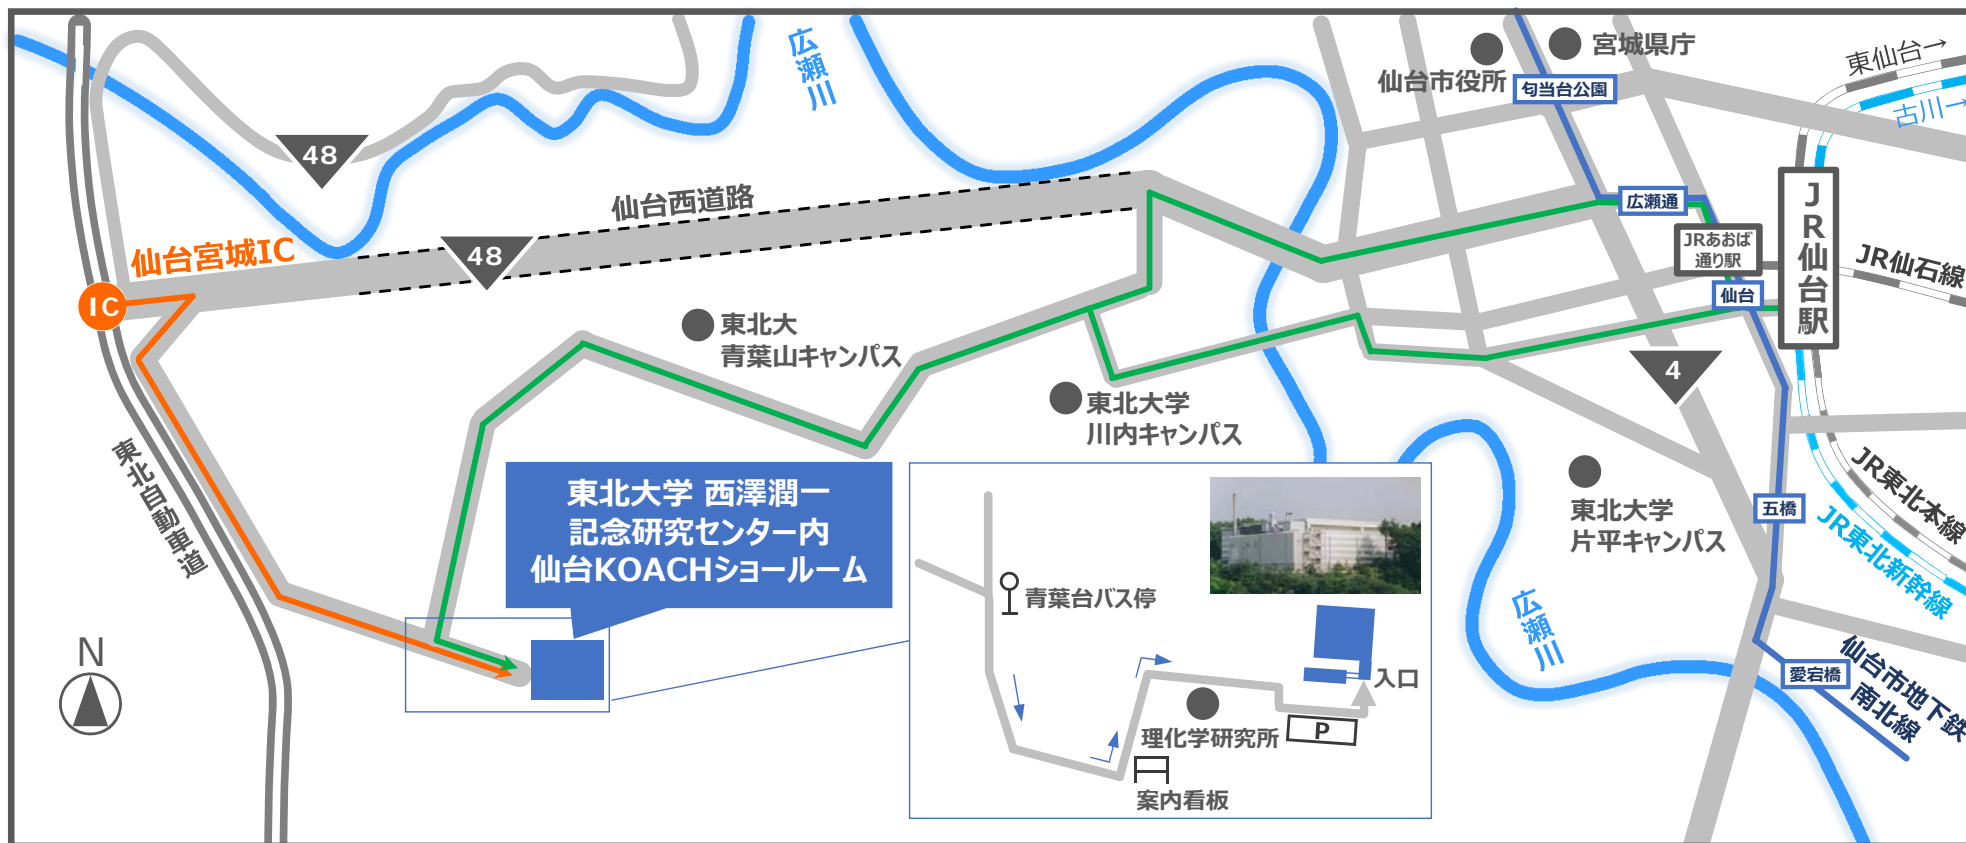 広瀬川
仙台市役所
宮城県庁
勾当台公園
東仙台→
古川→
48
仙台西道路
48
仙台宮城IC
IC
広瀬通
JRあおば
通り駅
仙台
JR仙台駅
JR仙石線
東北大
青葉山キャンパス
東北大学
川内キャンパス
4
東北自動車道
東北大学 西澤潤一
記念研究センター内
仙台KOACHショールーム
東北大学
片平キャンパス
五橋
JR東北本線
JR東北新幹線
青葉台バス停
広瀬川
入口
理化学研究所
P
案内看板
愛宕橋
仙台市地下鉄
南北線
N